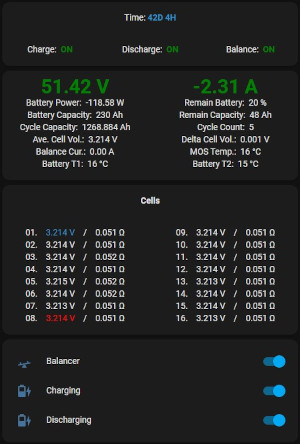 Time: 42D 4H
Charge: ON Discharge: ON Balance: ON
51.42 V -2.31 A
Battery Power: -118.58 W Remain Battery: 20 %
Battery Capacity: 230 Ah Remain Capacity: 48 Ah
Cycle Capacity: 1268.884 Ah Cycle Count: 5
Ave. Cell Vol.: 3.214 V Delta Cell Vol.: 0.001 V
Balance Cur.: 0.00 A MOS Temp.: 16 °C
Battery T1: 16 °C Battery T2: 15 °C
Cells
01. 3.214 V / 0.051 Ω 09. 3.214 V / 0.051 Ω
02. 3.214 V / 0.051 Ω 10. 3.214 V / 0.051 Ω
03. 3.214 V / 0.052 Ω 11. 3.214 V / 0.051 Ω
04. 3.214 V / 0.051 Ω 12. 3.214 V / 0.051 Ω
05. 3.215 V / 0.052 Ω 13. 3.213 V / 0.051 Ω
06. 3.214 V / 0.052 Ω 14. 3.214 V / 0.051 Ω
07. 3.213 V / 0.051 Ω 15. 3.214 V / 0.051 Ω
08. 3.214 V / 0.051 Ω 16. 3.213 V / 0.051 Ω
Balancer
Charging
Discharging